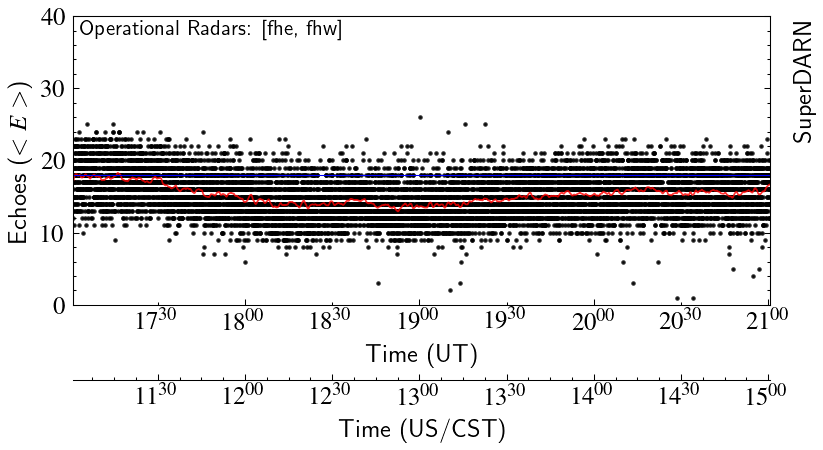 Operational Radars: [fhe, fhw]
SuperDARN
Echoes (< E >)
40
30
20
10
0
17^30 18^00 18^30 19^00 19^30 20^00 20^30 21^00
Time (UT)
11^30 12^00 12^30 13^00 13^30 14^00 14^30 15^00
Time (US/CST)